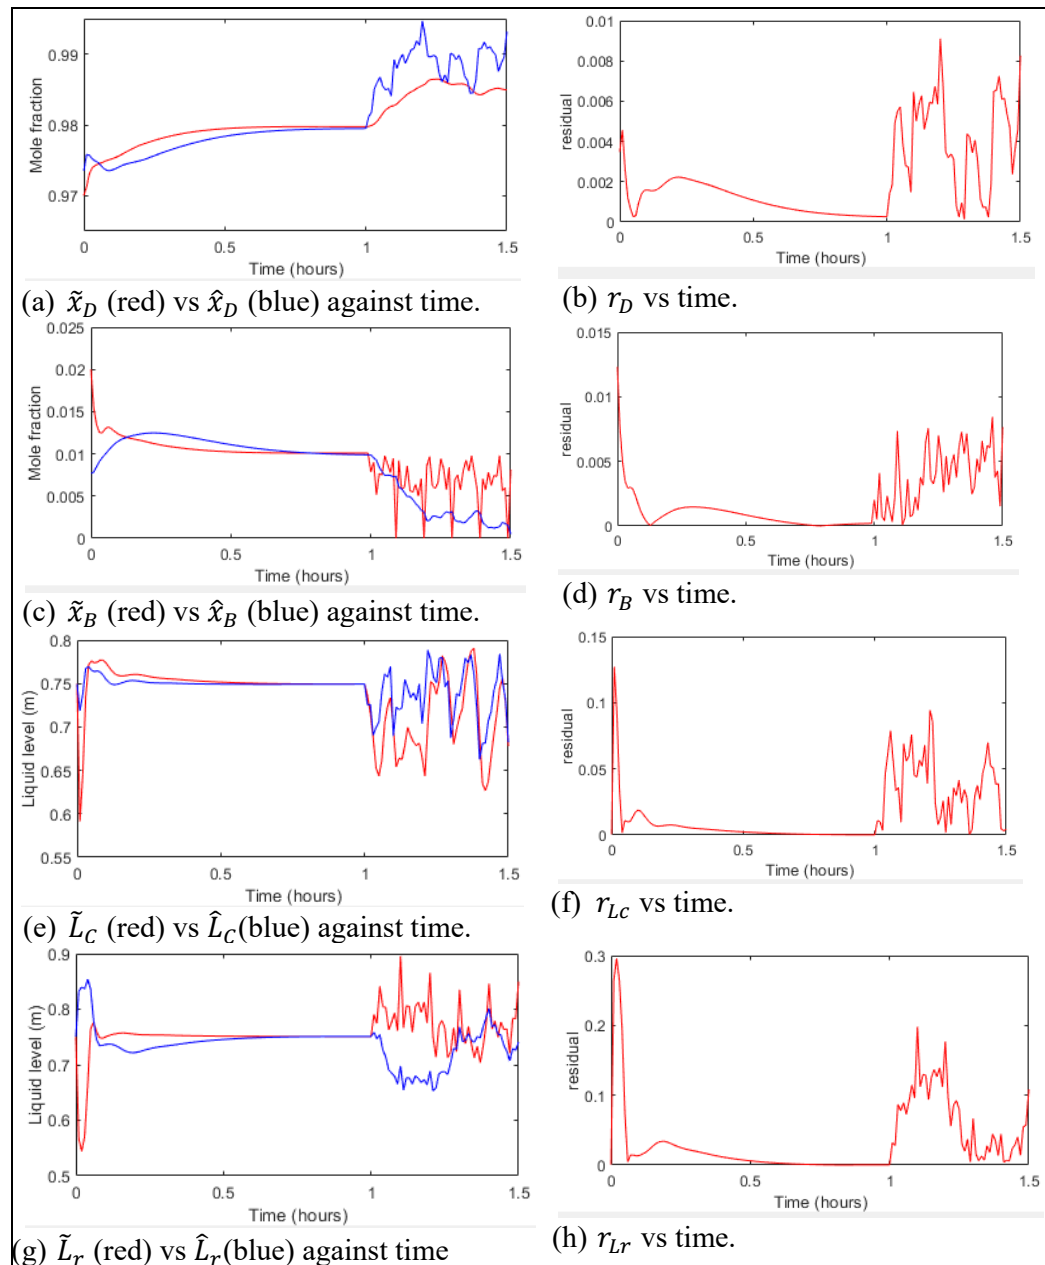 0.99
0.98
0.97
Mole fraction
0
0.5
1
1.5
Time (hours)
(a) x̃_D (red) vs x̂_D (blue) against time.
0.01
0.008
0.006
0.004
0.002
0
residual
0
0.5
1
1.5
Time (hours)
(b) r_D vs time.
0.025
0.02
0.015
0.01
0.005
0
Mole fraction
0
0.5
1
1.5
Time (hours)
(c) x̃_B (red) vs x̂_B (blue) against time.
0.015
0.01
0.005
0
residual
0
0.5
1
1.5
Time (hours)
(d) r_B vs time.
0.8
0.75
0.7
0.65
0.6
0.55
Liquid level (m)
0
0.5
1
1.5
Time (hours)
(e) L̃_C (red) vs L̂_C(blue) against time.
0.15
0.1
0.05
0
residual
0
0.5
1
1.5
Time (hours)
(f) r_Lc vs time.
0.9
0.8
0.7
0.6
0.5
Liquid level (m)
0
0.5
1
1.5
Time (hours)
(g) L̃_r (red) vs L̂_r(blue) against time
0.3
0.2
0.1
0
residual
0
0.5
1
1.5
Time (hours)
(h) r_Lr vs time.